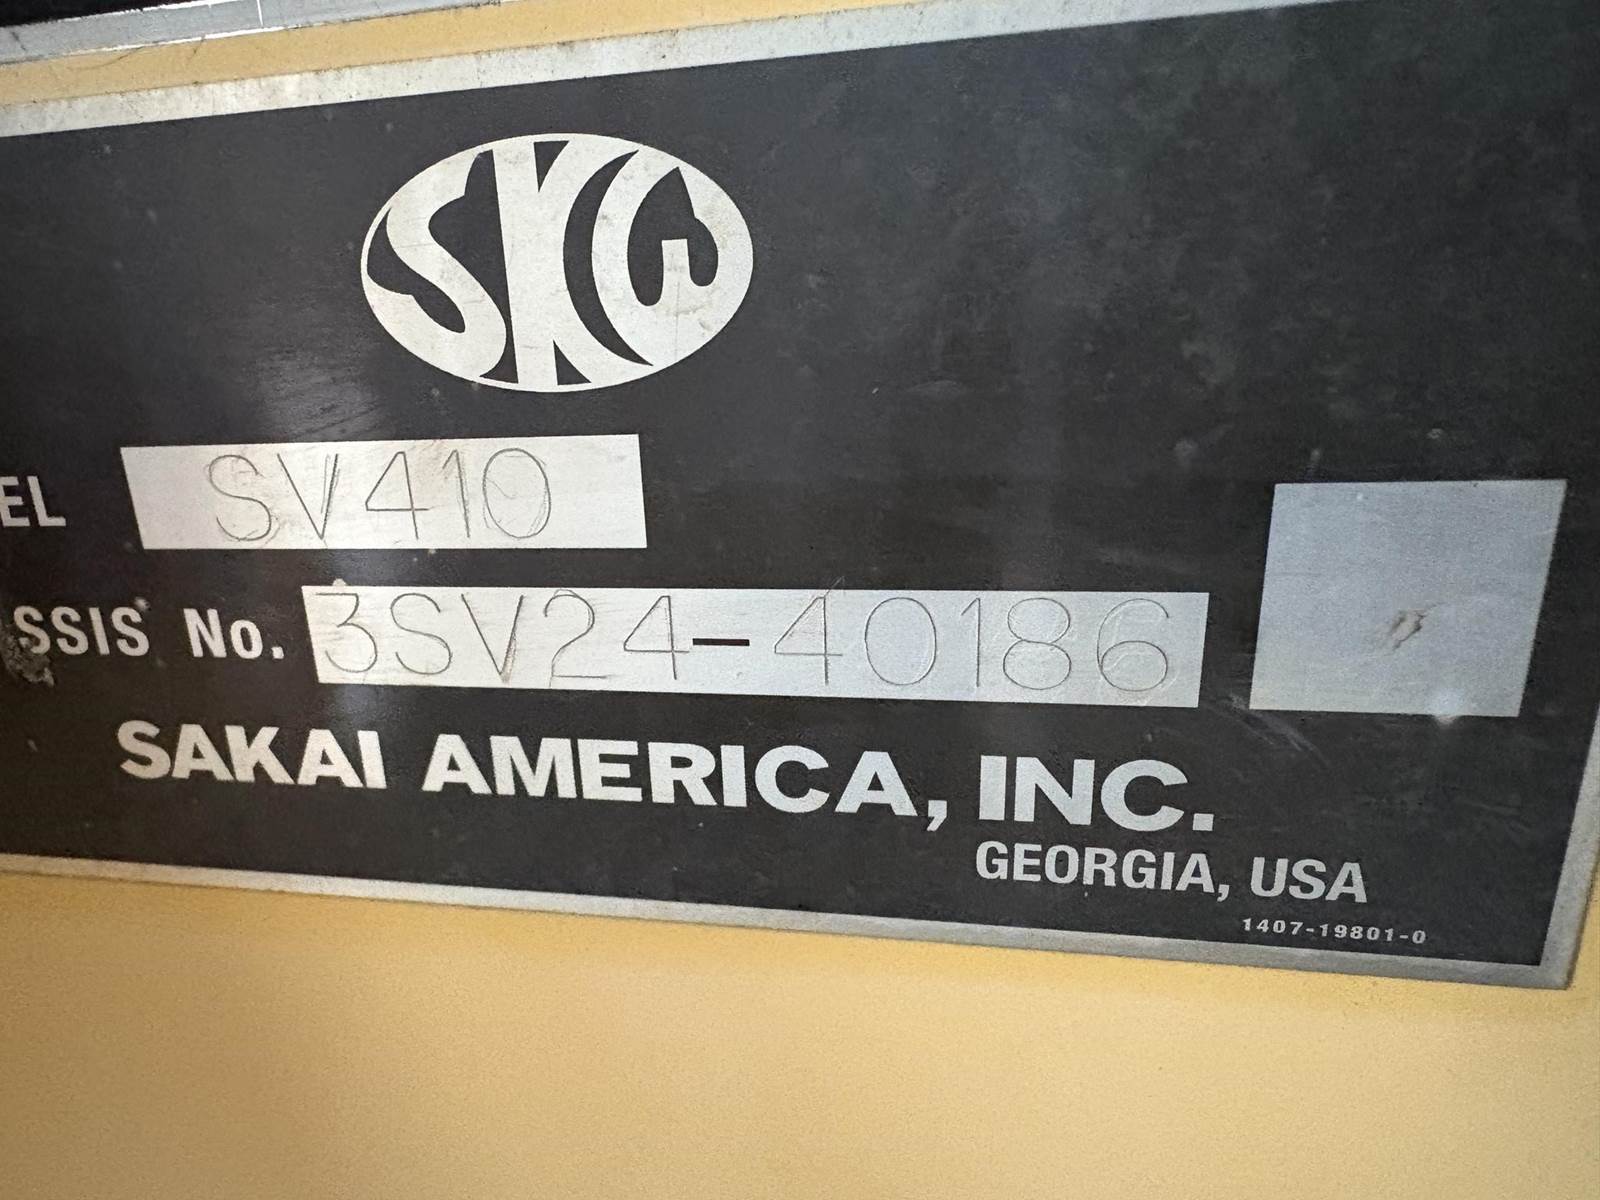 SKW
EL SV410
SSIS No. 3SV24-40186
SAKAI AMERICA, INC.
GEORGIA, USA
1407-19801-0